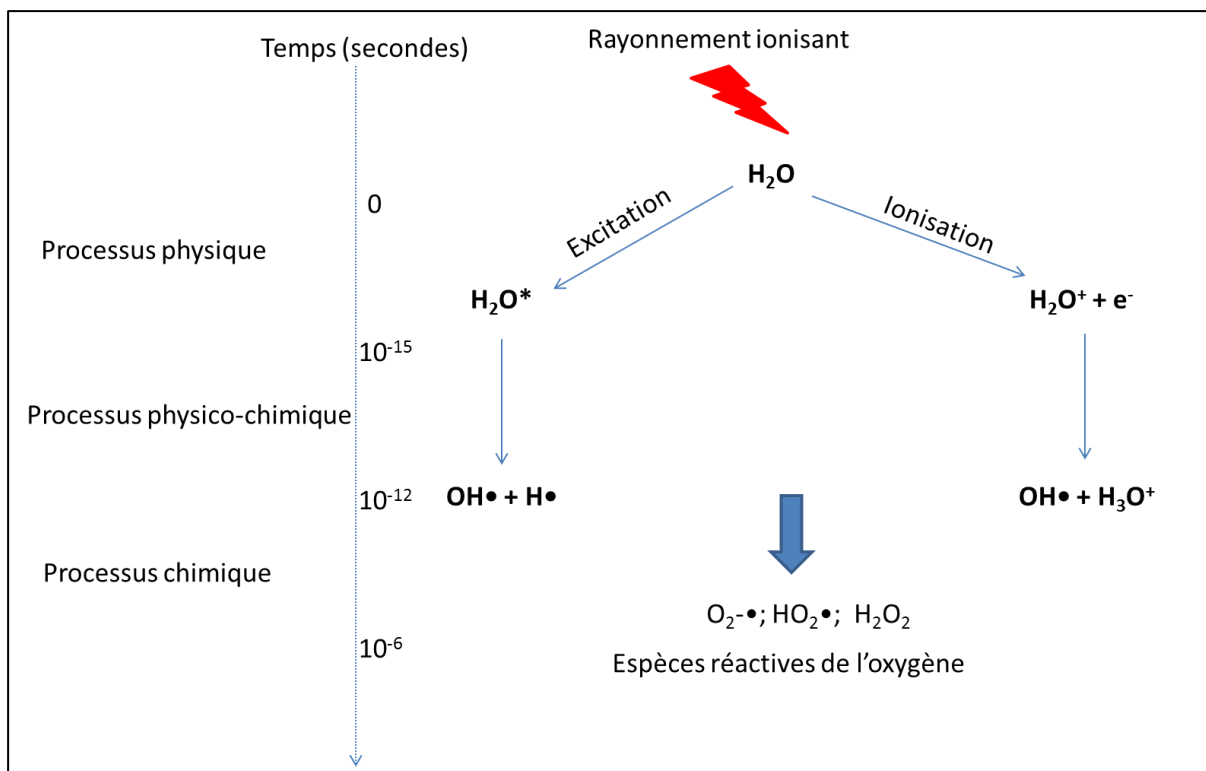 Temps (secondes)
Rayonnement ionisant
H₂O
0
Excitation
Ionisation
Processus physique
H₂O*
H₂O⁺ + e⁻
10⁻¹⁵
Processus physico-chimique
10⁻¹²
OH• + H•
OH• + H₃O⁺
Processus chimique
O₂-•; HO₂•; H₂O₂
10⁻⁶
Espèces réactives de l'oxygène